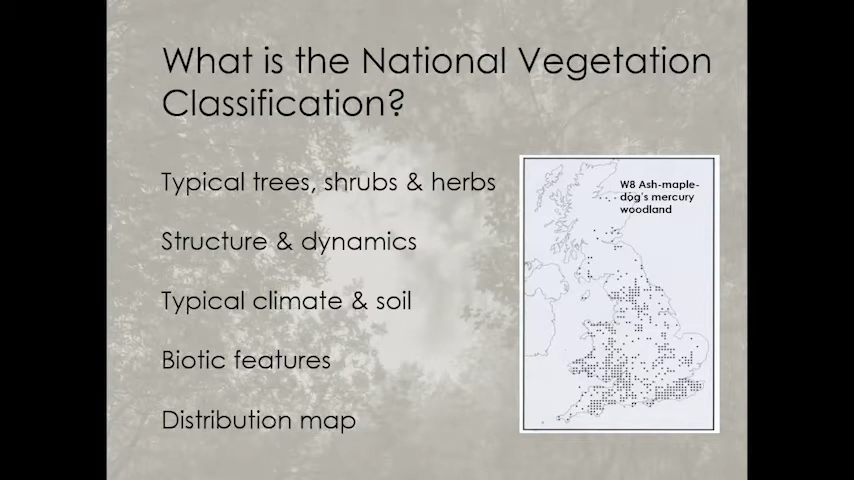 What is the National Vegetation
Classification?
Typical trees, shrubs & herbs
Structure & dynamics
Typical climate & soil
Biotic features
Distribution map
W8 Ash-maple-
dog's mercury
woodland